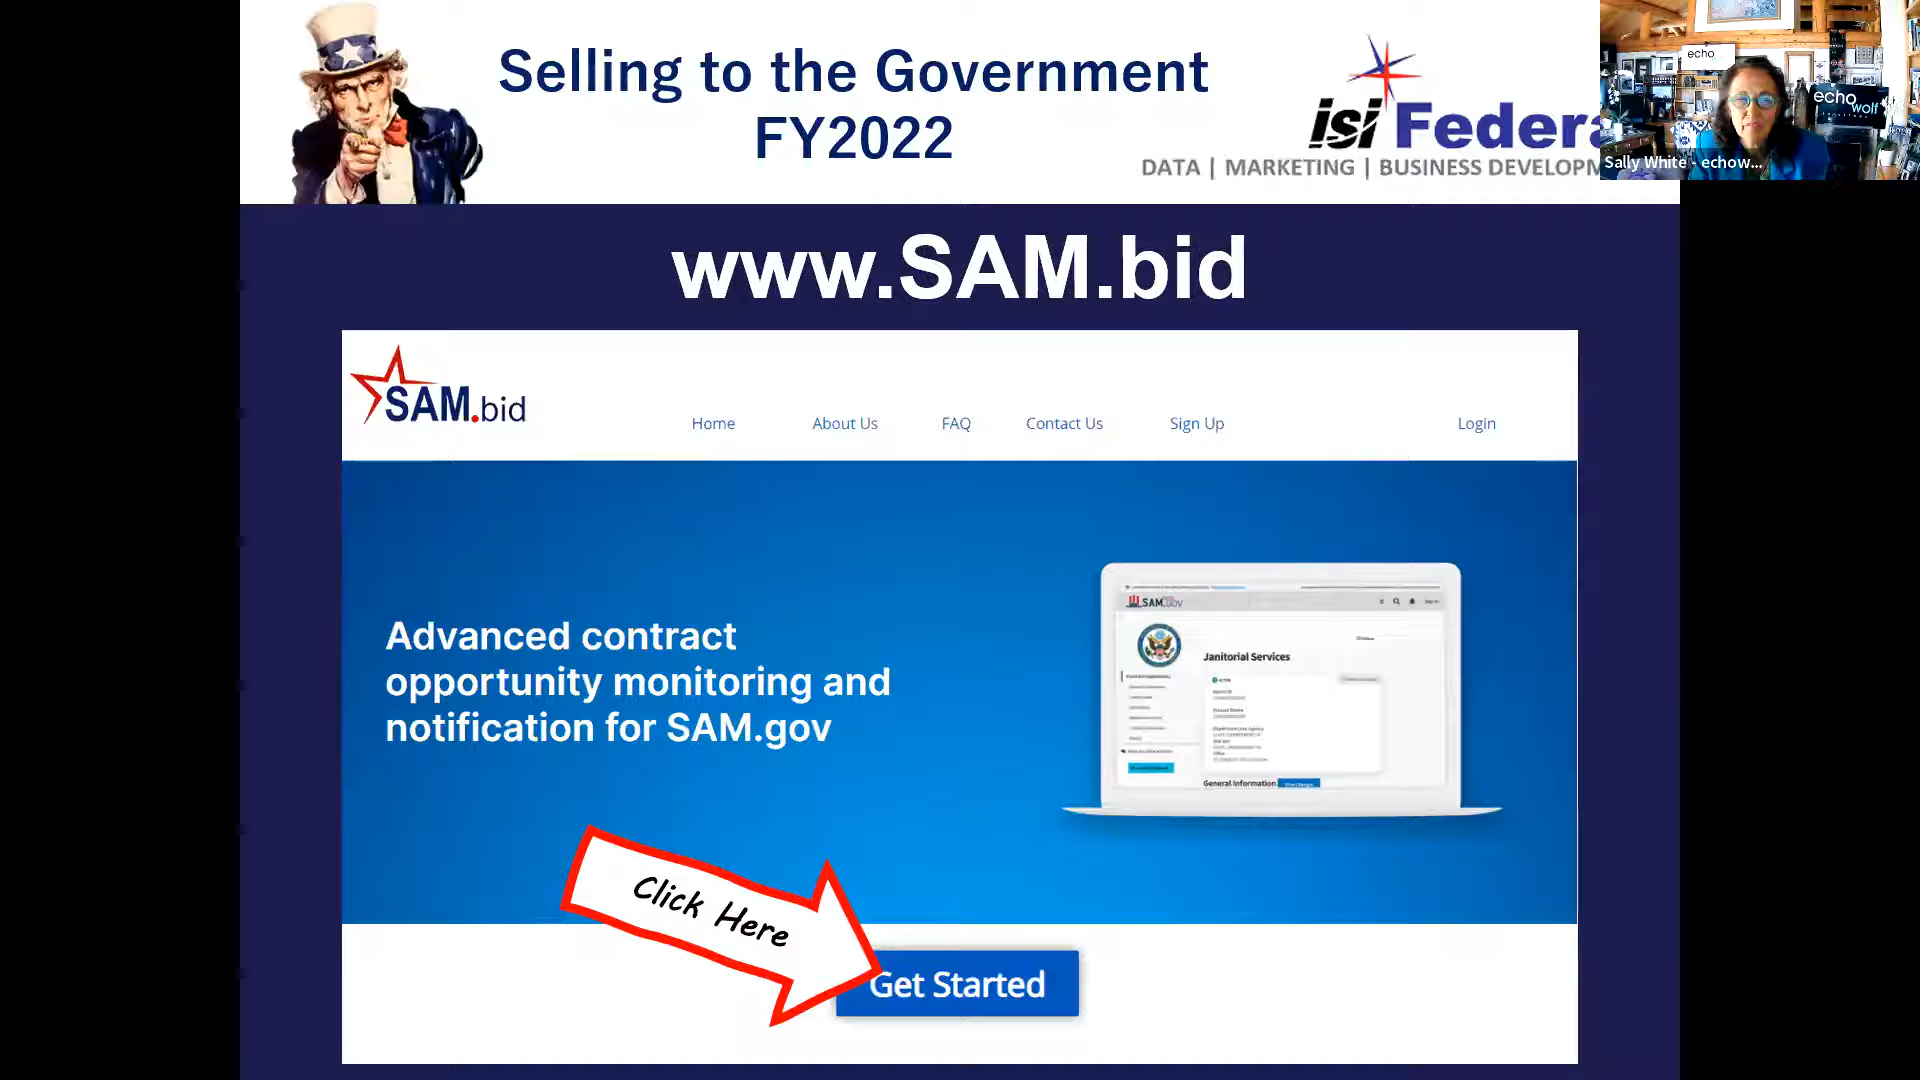 Selling to the Government
FY2022
isi Federa
DATA | MARKETING | BUSINESS DEVELOPM
echo
echo
wolf
Sally White - echow...
www.SAM.bid
SAM.bid
Home
About Us
FAQ
Contact Us
Sign Up
Login
Advanced contract
opportunity monitoring and
notification for SAM.gov
SAM.GOV
Janitorial Services
General Information
Click Here
Get Started